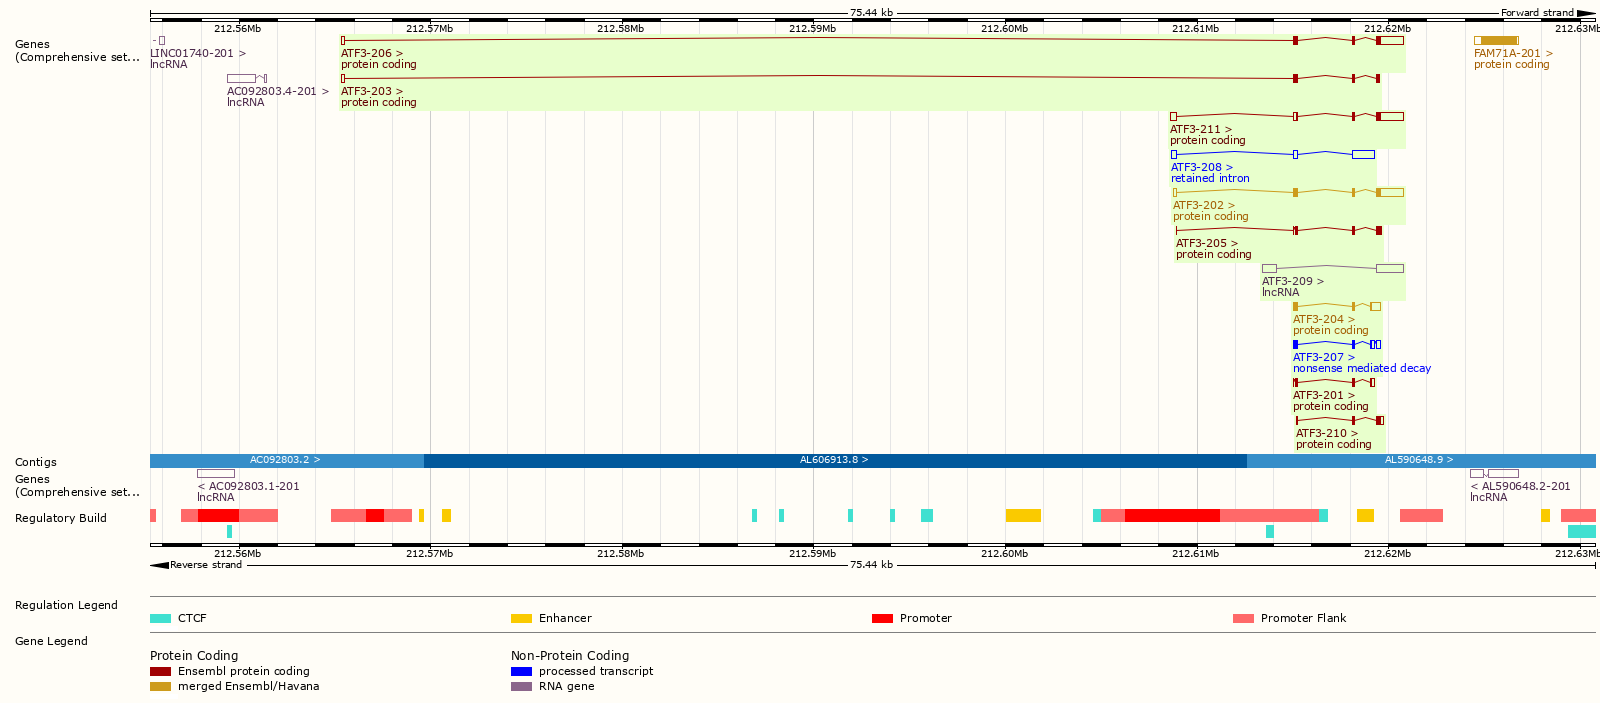 75.44 kb
Forward strand
212.56Mb 212.57Mb 212.58Mb 212.59Mb 212.60Mb 212.61Mb 212.62Mb 212.63Mb
Genes
(Comprehensive set...
LINC01740-201 >
lncRNA
ATF3-206 >
protein coding
FAM71A-201 >
protein coding
AC092803.4-201 >
lncRNA
ATF3-203 >
protein coding
ATF3-211 >
protein coding
ATF3-208 >
retained intron
ATF3-202 >
protein coding
ATF3-205 >
protein coding
ATF3-209 >
lncRNA
ATF3-204 >
protein coding
ATF3-207 >
nonsense mediated decay
ATF3-201 >
protein coding
ATF3-210 >
protein coding
Contigs
AC092803.2 > AL606913.8 > AL590648.9 >
Genes
(Comprehensive set...
< AC092803.1-201
lncRNA
< AL590648.2-201
lncRNA
Regulatory Build
212.56Mb 212.57Mb 212.58Mb 212.59Mb 212.60Mb 212.61Mb 212.62Mb 212.63Mb
Reverse strand
75.44 kb
Regulation Legend
CTCF Enhancer Promoter Promoter Flank
Gene Legend
Protein Coding
Ensembl protein coding
merged Ensembl/Havana
Non-Protein Coding
processed transcript
RNA gene